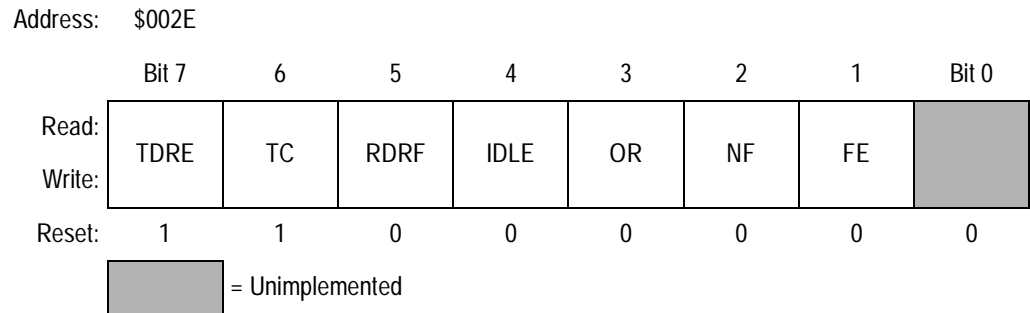 Address: $002E
Bit 7 6 5 4 3 2 1 Bit 0
Read:
TDRE TC RDRF IDLE OR NF FE
Write:
Reset: 1 1 0 0 0 0 0 0
= Unimplemented